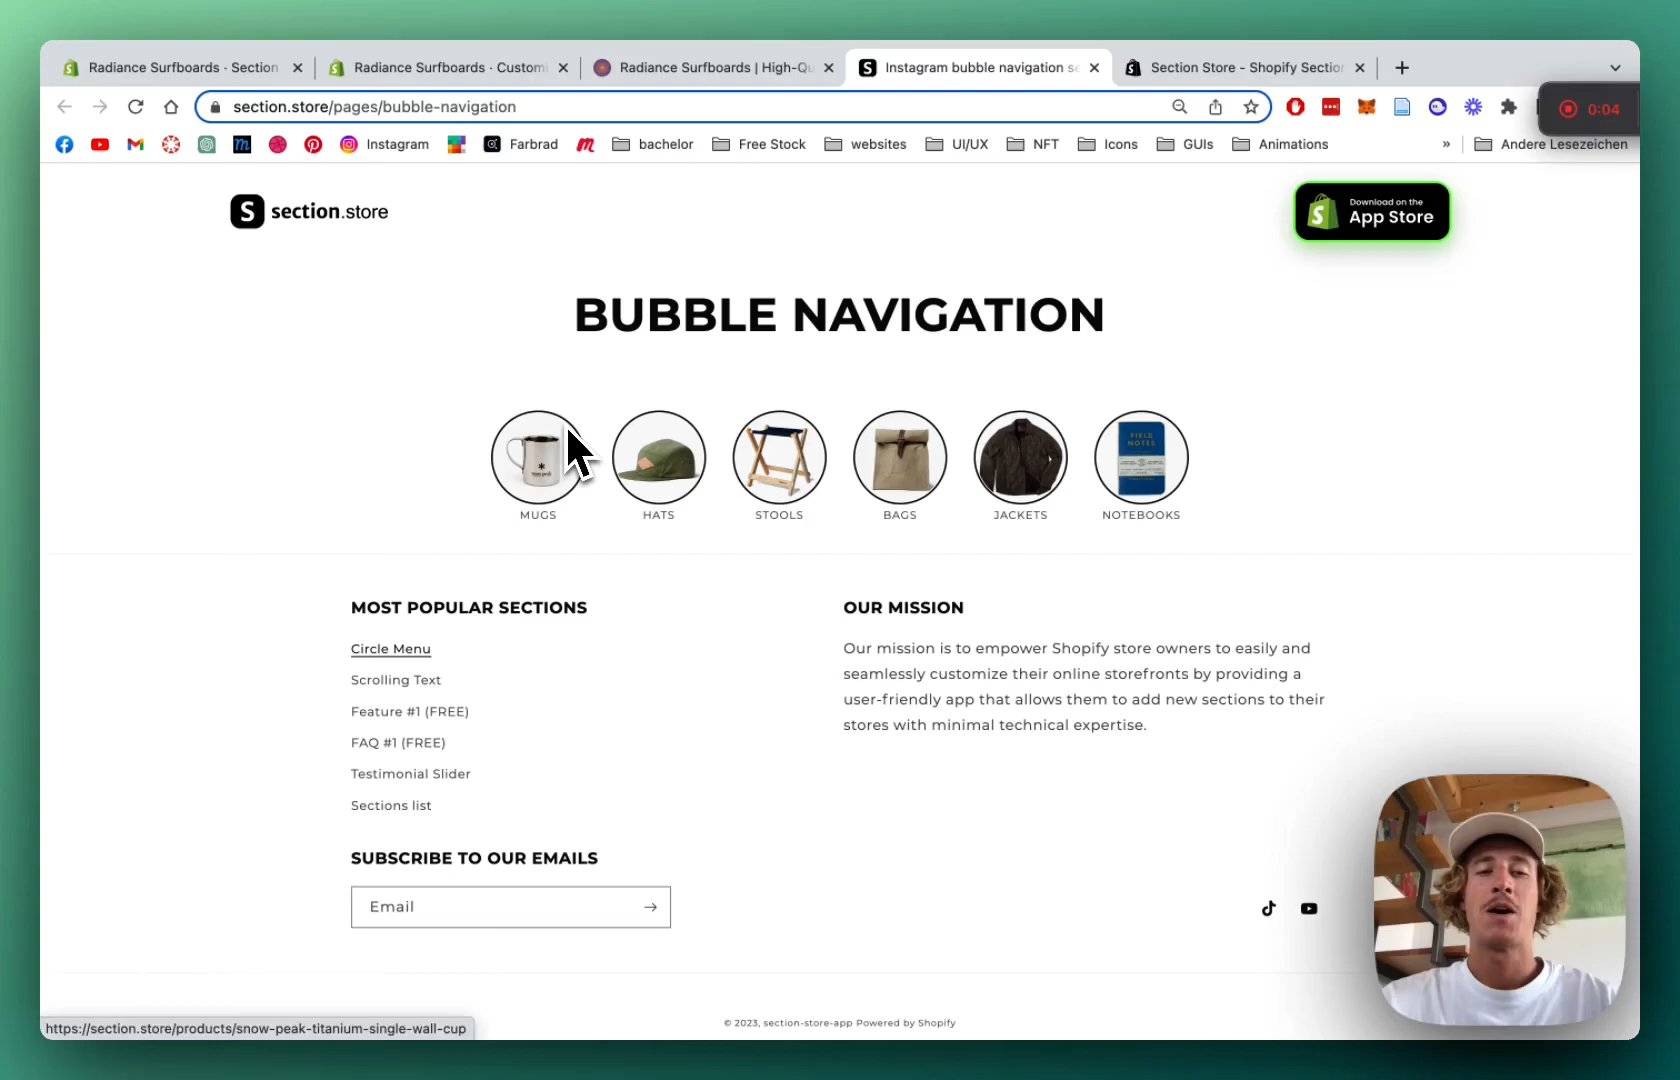 Radiance Surfboards · Section
Radiance Surfboards · Custom
Radiance Surfboards | High-Qu
Instagram bubble navigation se
Section Store - Shopify Section
section.store/pages/bubble-navigation
0:04
Instagram
Farbrad
bachelor
Free Stock
websites
UI/UX
NFT
Icons
GUIs
Animations
»
Andere Lesezeichen
S section.store
Download on the
App Store
BUBBLE NAVIGATION
FIELD
NOTES
MUGS
HATS
STOOLS
BAGS
JACKETS
NOTEBOOKS
MOST POPULAR SECTIONS
Circle Menu
Scrolling Text
Feature #1 (FREE)
FAQ #1 (FREE)
Testimonial Slider
Sections list
OUR MISSION
Our mission is to empower Shopify store owners to easily and
seamlessly customize their online storefronts by providing a
user-friendly app that allows them to add new sections to their
stores with minimal technical expertise.
SUBSCRIBE TO OUR EMAILS
Email
https://section.store/products/snow-peak-titanium-single-wall-cup
© 2023, section-store-app Powered by Shopify